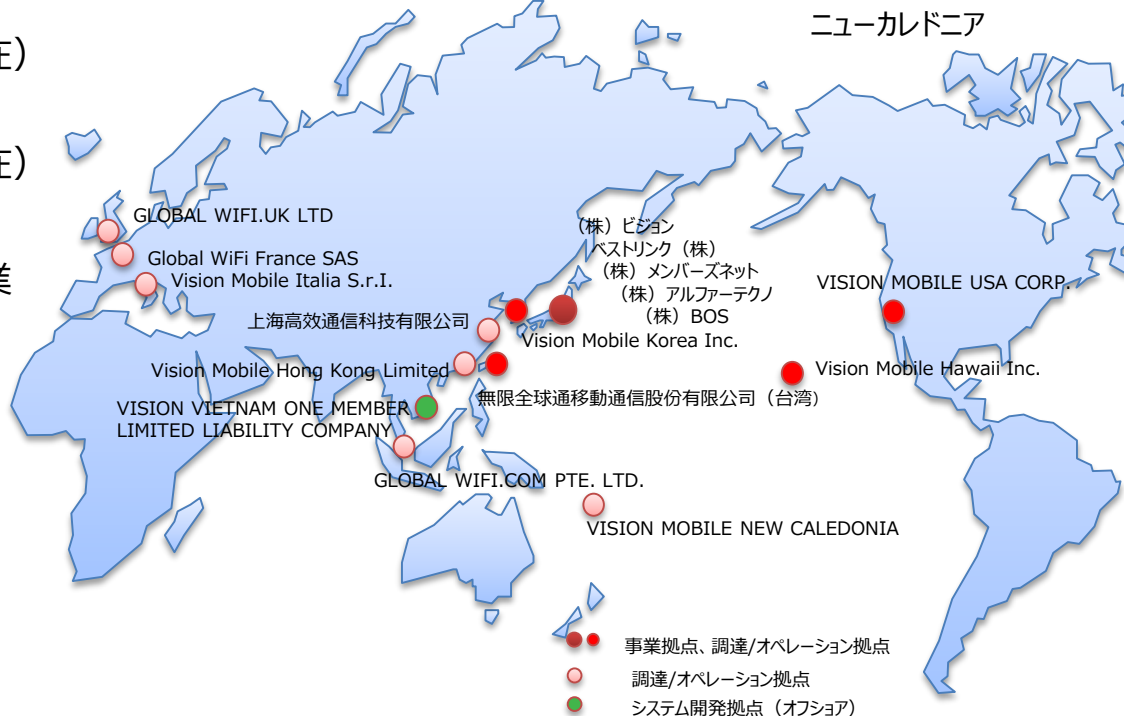 ニューカレドニア
在）
在）
業
GLOBAL WIFI.UK LTD
Global WiFi France SAS
Vision Mobile Italia S.r.I.
（株）ビジョン
ベストリンク（株）
（株）メンバーズネット
（株）アルファーテクノ
（株）BOS
上海高效通信科技有限公司
Vision Mobile Korea Inc.
VISION MOBILE USA CORP.
Vision Mobile Hong Kong Limited
Vision Mobile Hawaii Inc.
無限全球通移動通信股份有限公司（台湾）
VISION VIETNAM ONE MEMBER
LIMITED LIABILITY COMPANY
GLOBAL WIFI.COM PTE. LTD.
VISION MOBILE NEW CALEDONIA
事業拠点、調達/オペレーション拠点
調達/オペレーション拠点
システム開発拠点（オフショア）